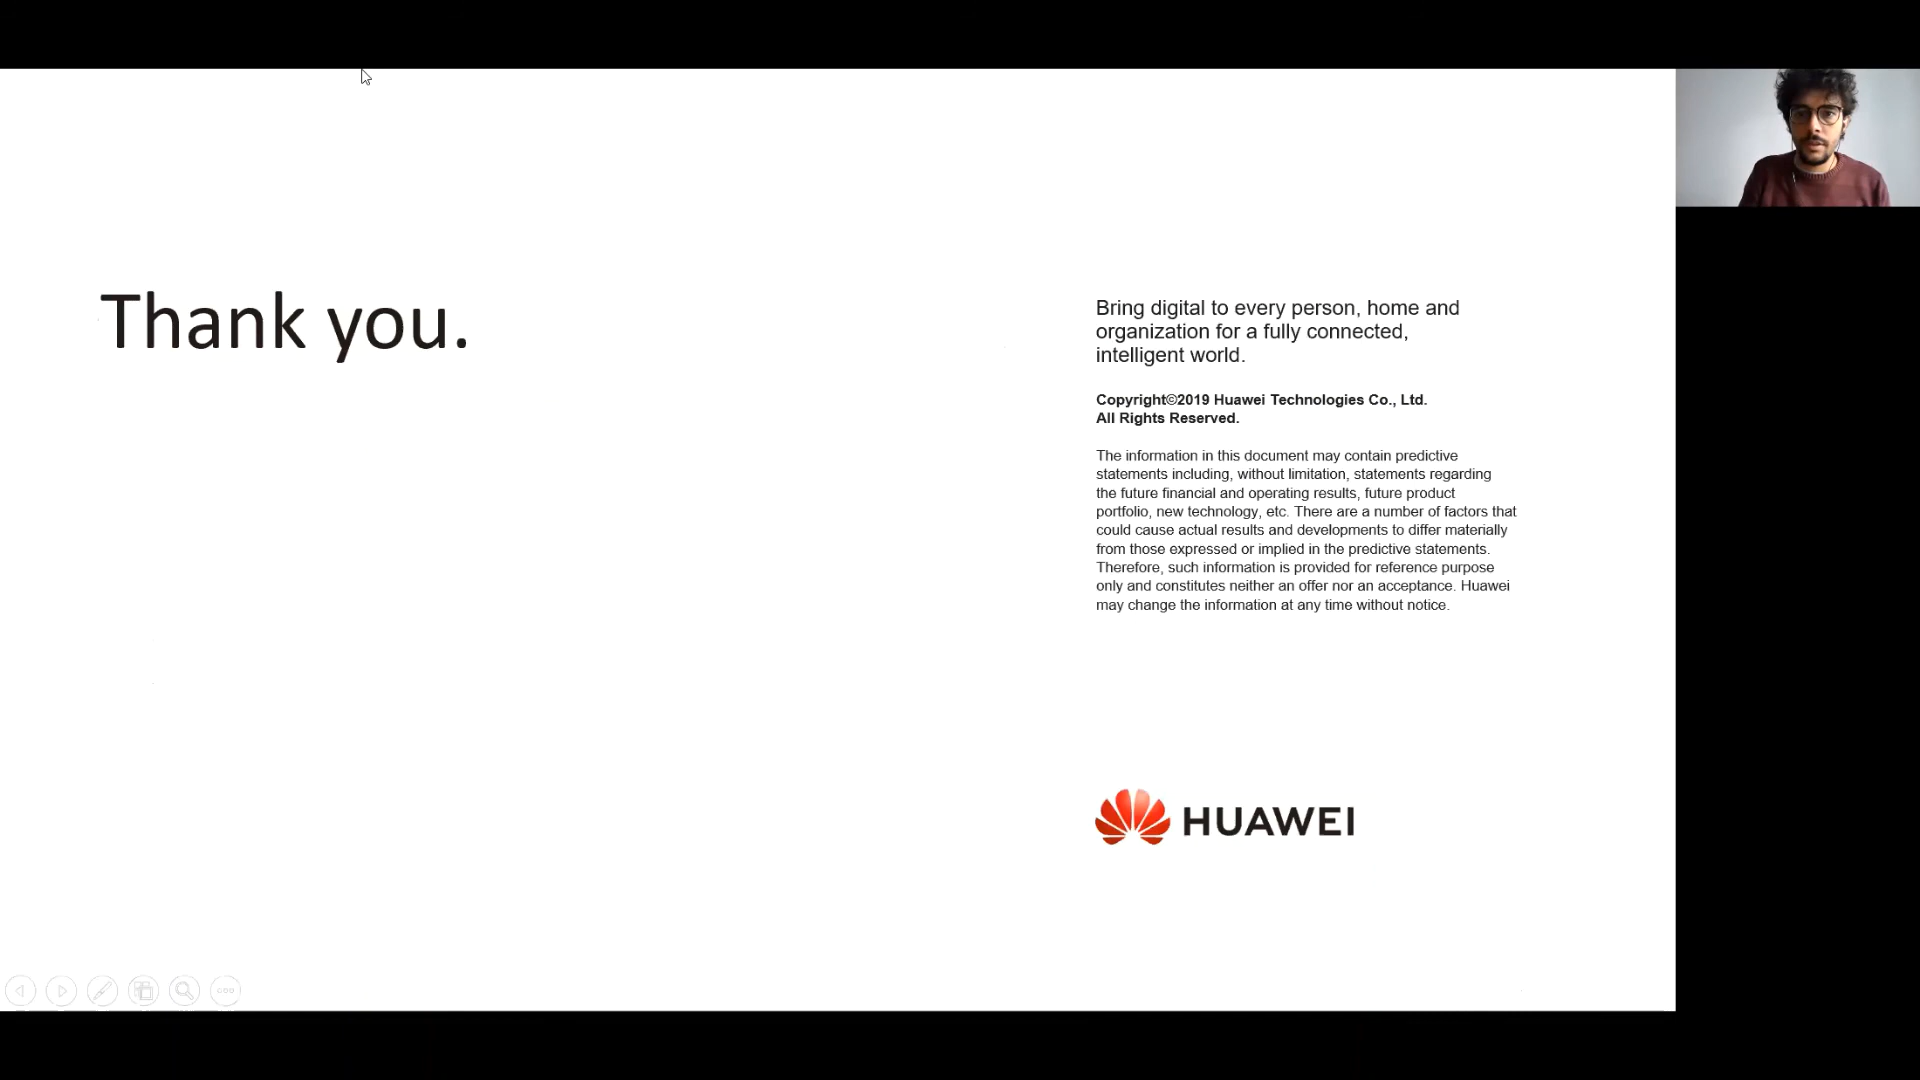 Thank you.
Bring digital to every person, home and
organization for a fully connected,
intelligent world.
Copyright©2019 Huawei Technologies Co., Ltd.
All Rights Reserved.
The information in this document may contain predictive
statements including, without limitation, statements regarding
the future financial and operating results, future product
portfolio, new technology, etc. There are a number of factors that
could cause actual results and developments to differ materially
from those expressed or implied in the predictive statements.
Therefore, such information is provided for reference purpose
only and constitutes neither an offer nor an acceptance. Huawei
may change the information at any time without notice.
HUAWEI